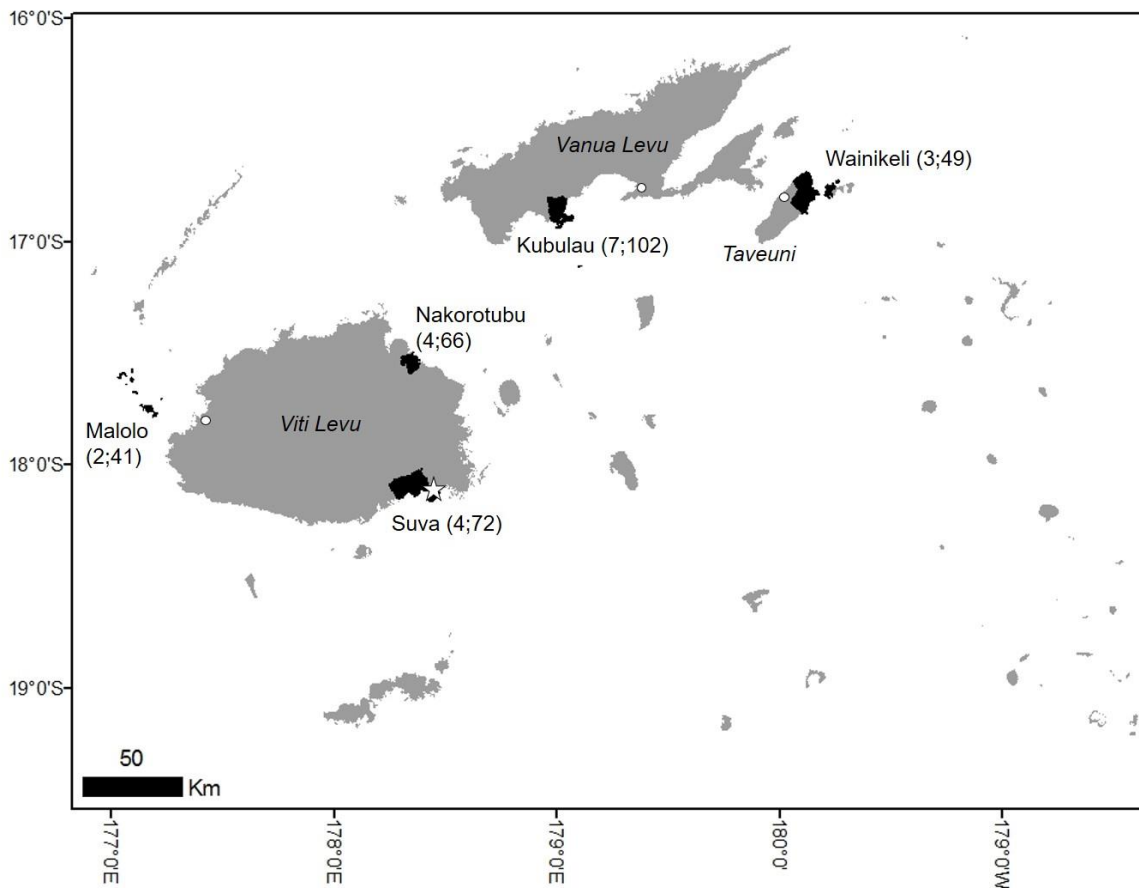 16°0'S
Vanua Levu
Wainikeli (3;49)
17°0'S
Kubulau (7;102)
Taveuni
Nakorotubu
(4;66)
Malolo
(2;41)
Viti Levu
18°0'S
Suva (4;72)
19°0'S
50
Km
177°0'E
178°0'E
179°0'E
180°0'
179°0'W